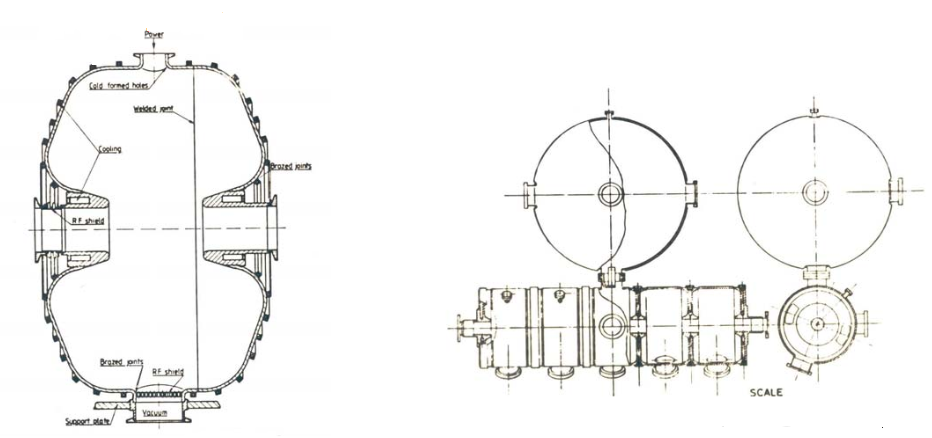 Power
Cold formed holes
Welded joint
Cooling
Brazed joints
RF shield
Brazed joints
RF shield
Vacuum
Support plate
SCALE